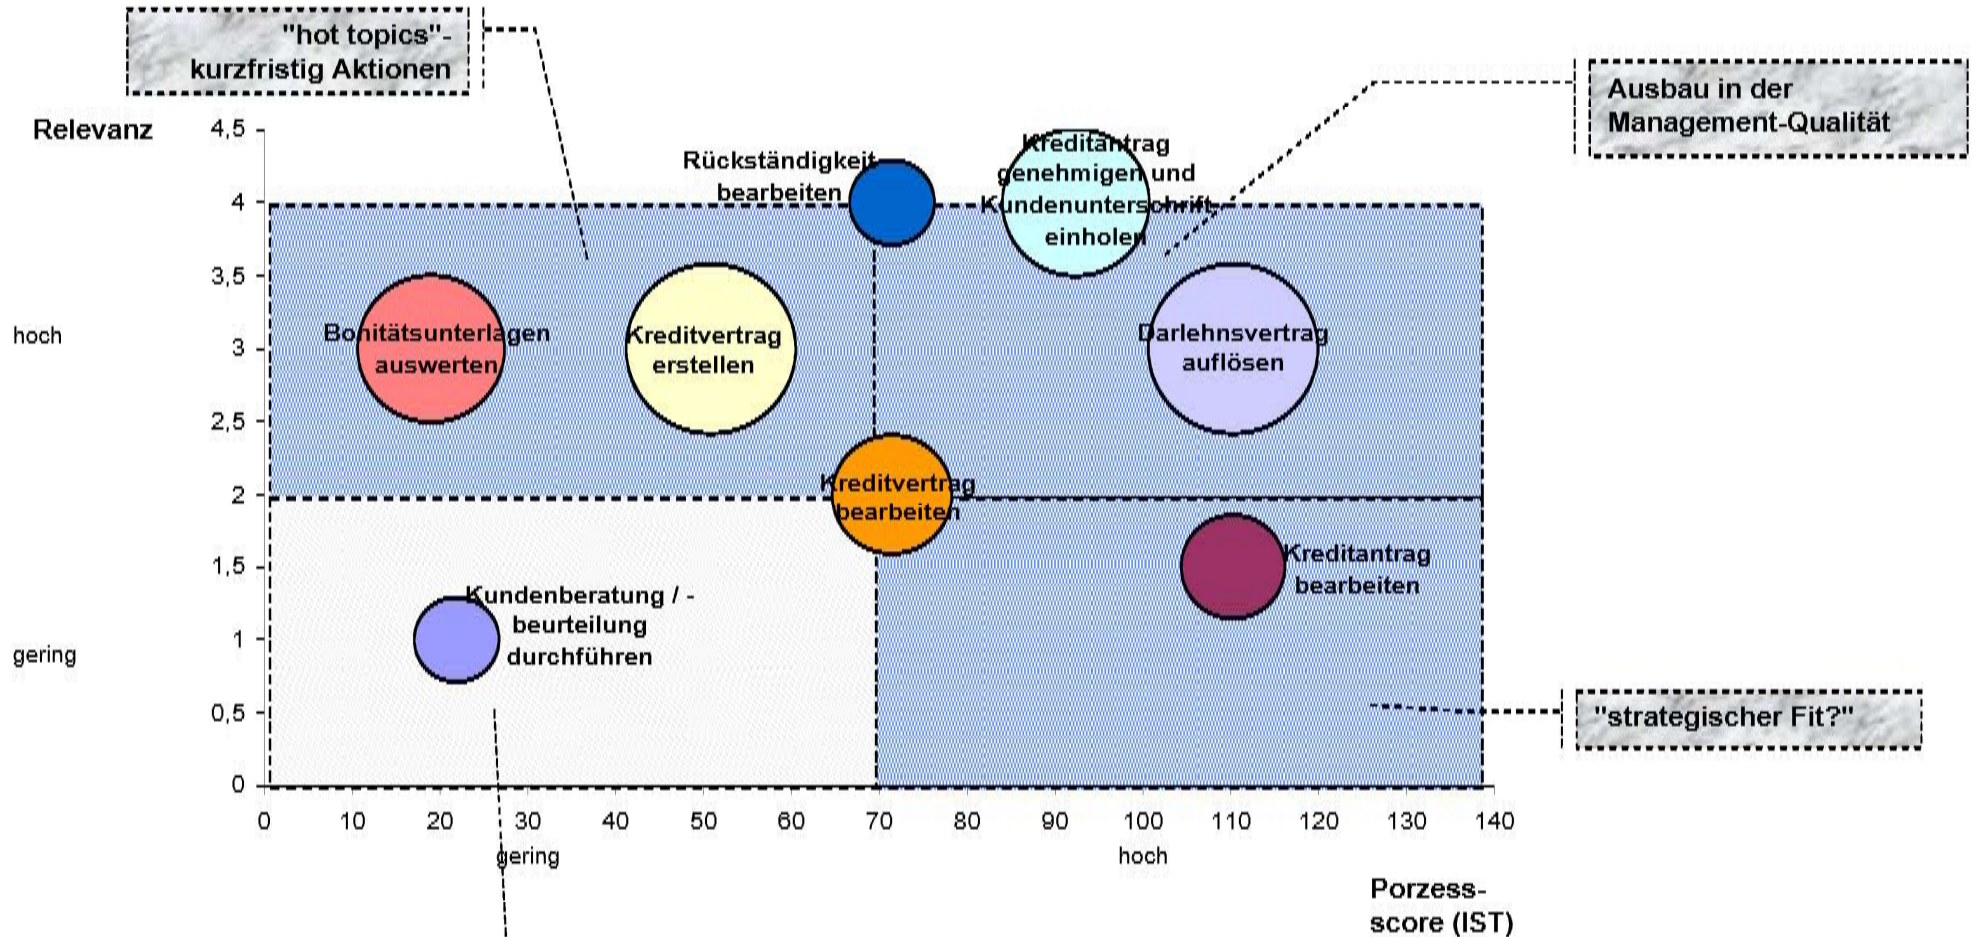 "hot topics"-
kurzfristig Aktionen
Ausbau in der
Management-Qualität
Relevanz
4,5
4
3,5
3
2,5
2
1,5
1
0,5
0
hoch
gering
Rückständigkeit
bearbeiten
Kreditantrag
genehmigen und
Kundenunterschrift
einholen
Bonitätsunterlagen
auswerten
Kreditvertrag
erstellen
Darlehnsvertrag
auflösen
Kreditvertrag
bearbeiten
Kreditantrag
bearbeiten
Kundenberatung / -
beurteilung
durchführen
"strategischer Fit?"
0 10 20 30 40 50 60 70 80 90 100 110 120 130 140
gering hoch
Porzess-
score (IST)